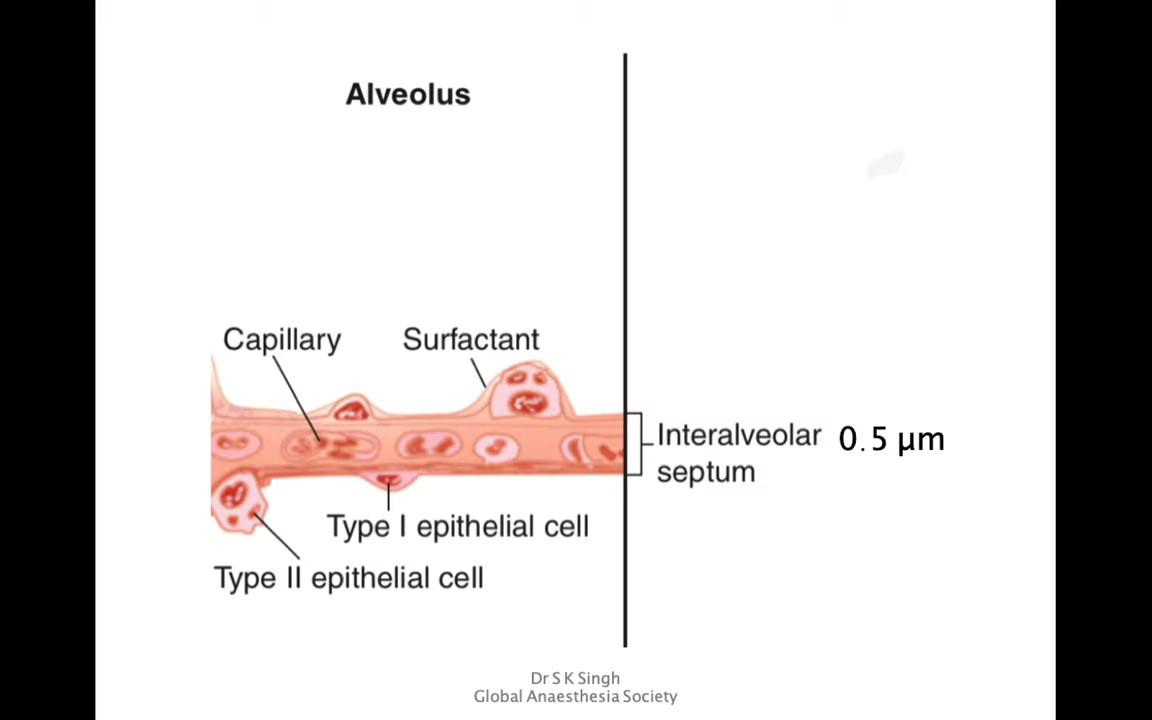 Alveolus
Capillary
Surfactant
Interalveolar 0.5 µm
septum
Type I epithelial cell
Type II epithelial cell
Dr S K Singh
Global Anaesthesia Society